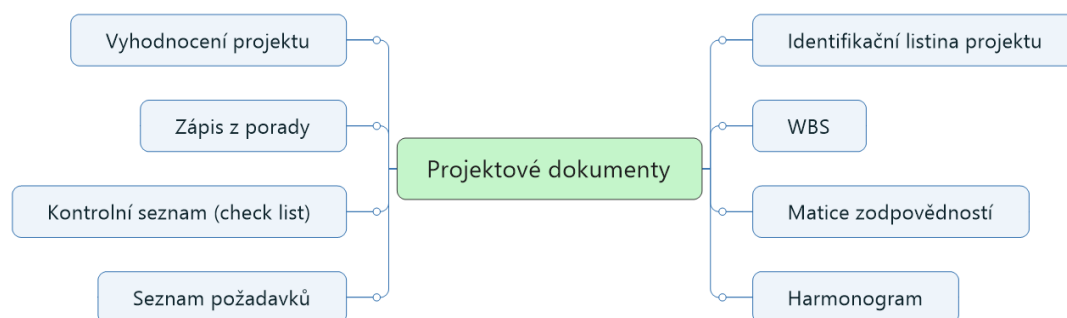 Vyhodnocení projektu
Identifikační listina projektu
Zápis z porady
WBS
Projektové dokumenty
Kontrolní seznam (check list)
Matice zodpovědností
Seznam požadavků
Harmonogram